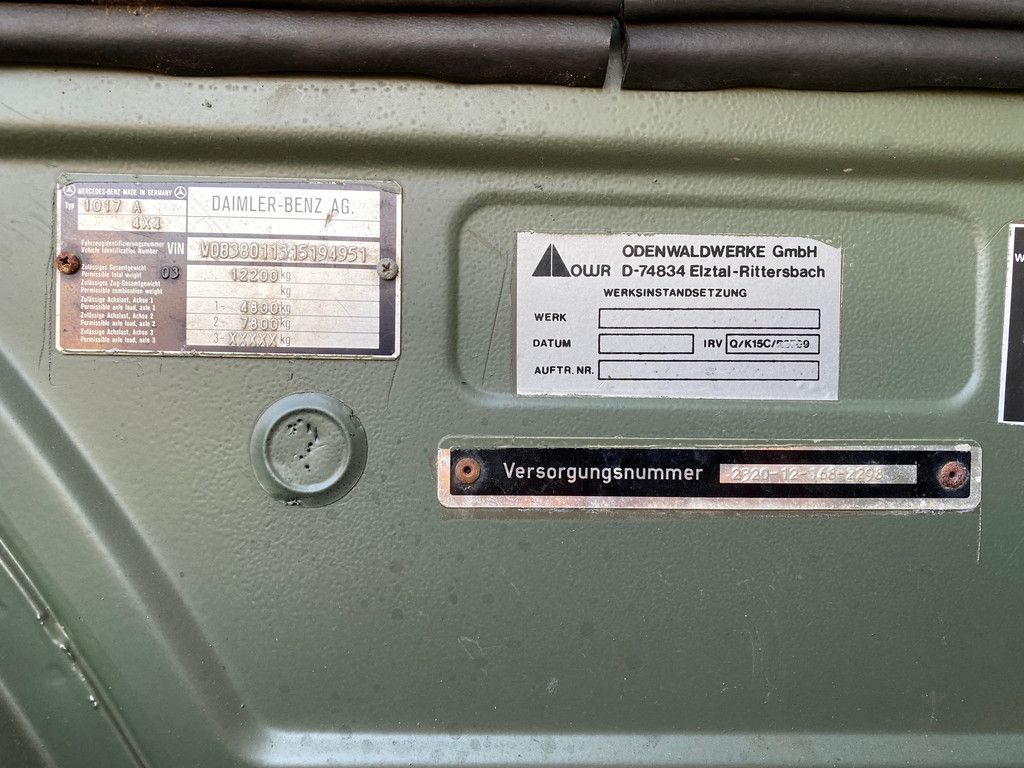 MERCEDES-BENZ MADE IN GERMANY
Typ 1017 A
4X4
DAIMLER-BENZ AG.
Fahrzeugidentifizierungsnummer
Vehicle Identification Number VIN WDB38011315194951
Zulässiges Gesamtgewicht
Permissible total weight 03 12200 kg
Zulässiges Zug-Gesamtgewicht
Permissible combination weight kg
Zulässige Achslast, Achse 1
Permissible axle load, axle 1 1- 4800 kg
Zulässige Achslast, Achse 2
Permissible axle load, axle 2 2- 7800 kg
Zulässige Achslast, Achse 3
Permissible axle load, axle 3 3- XXXXX kg
OWR
ODENWALDWERKE GmbH
D-74834 Elztal-Rittersbach
WERKSINSTANDSETZUNG
WERK
DATUM IRV
AUFTR. NR.
Versorgungsnummer 2320-12-168-2298
W